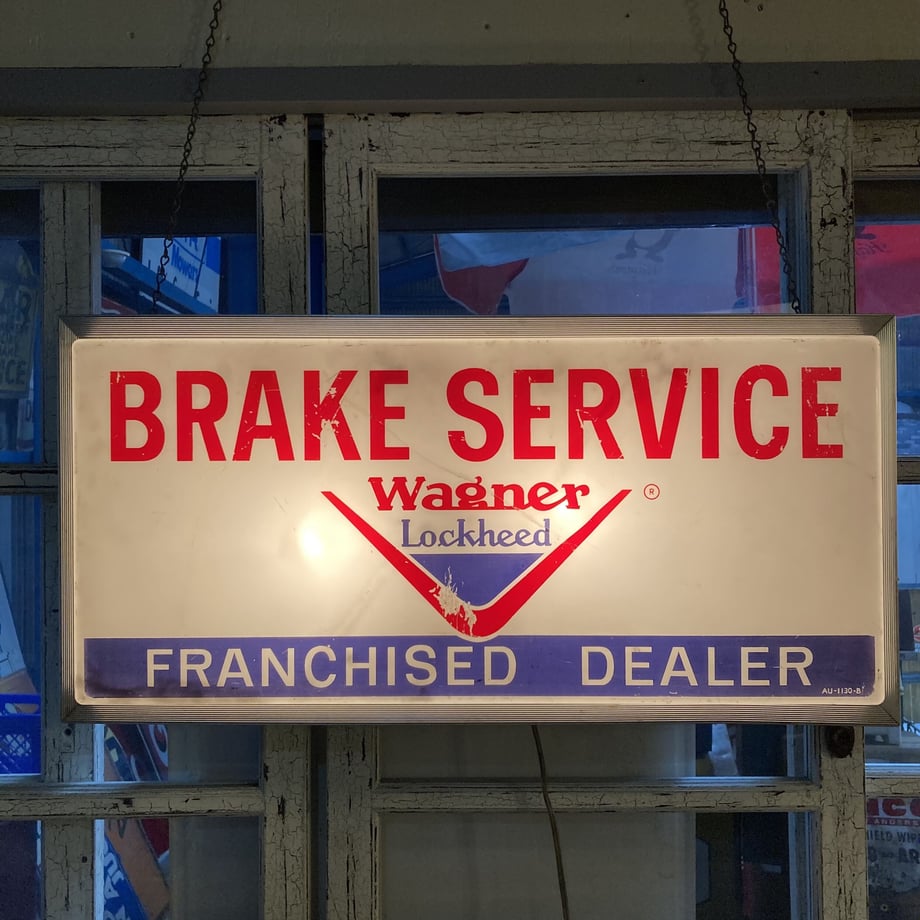 BRAKE SERVICE
Wagner ®
Lockheed
FRANCHISED DEALER
AU-1130-B